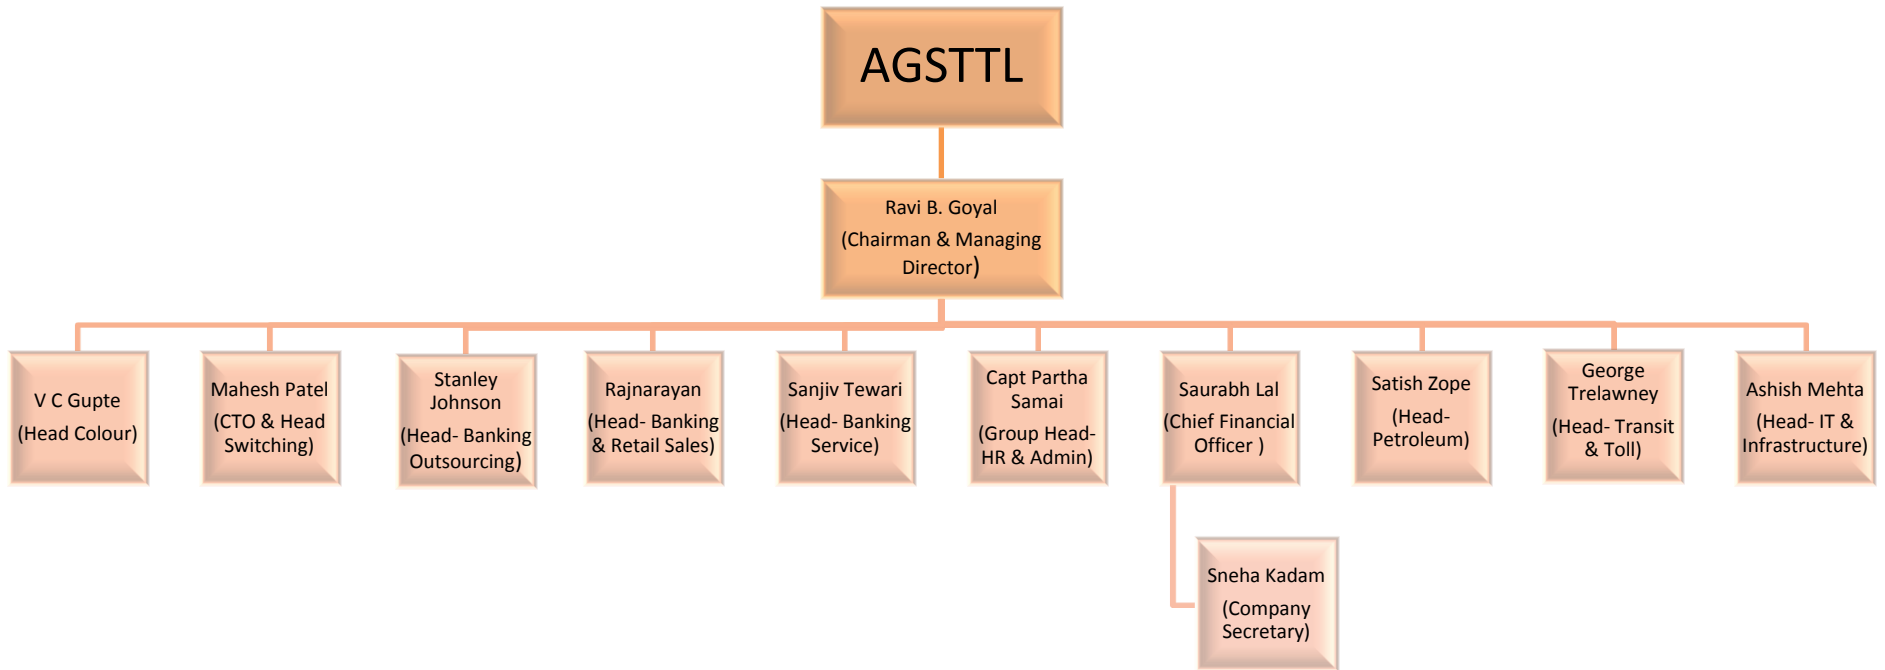 AGSTTL
Ravi B. Goyal
(Chairman & Managing
Director)
V C Gupte
(Head Colour)
Mahesh Patel
(CTO & Head
Switching)
Stanley
Johnson
(Head- Banking
Outsourcing)
Rajnarayan
(Head- Banking
& Retail Sales)
Sanjiv Tewari
(Head- Banking
Service)
Capt Partha
Samai
(Group Head-
HR & Admin)
Saurabh Lal
(Chief Financial
Officer )
Satish Zope
(Head-
Petroleum)
George
Trelawney
(Head- Transit
& Toll)
Ashish Mehta
(Head- IT &
Infrastructure)
Sneha Kadam
(Company
Secretary)